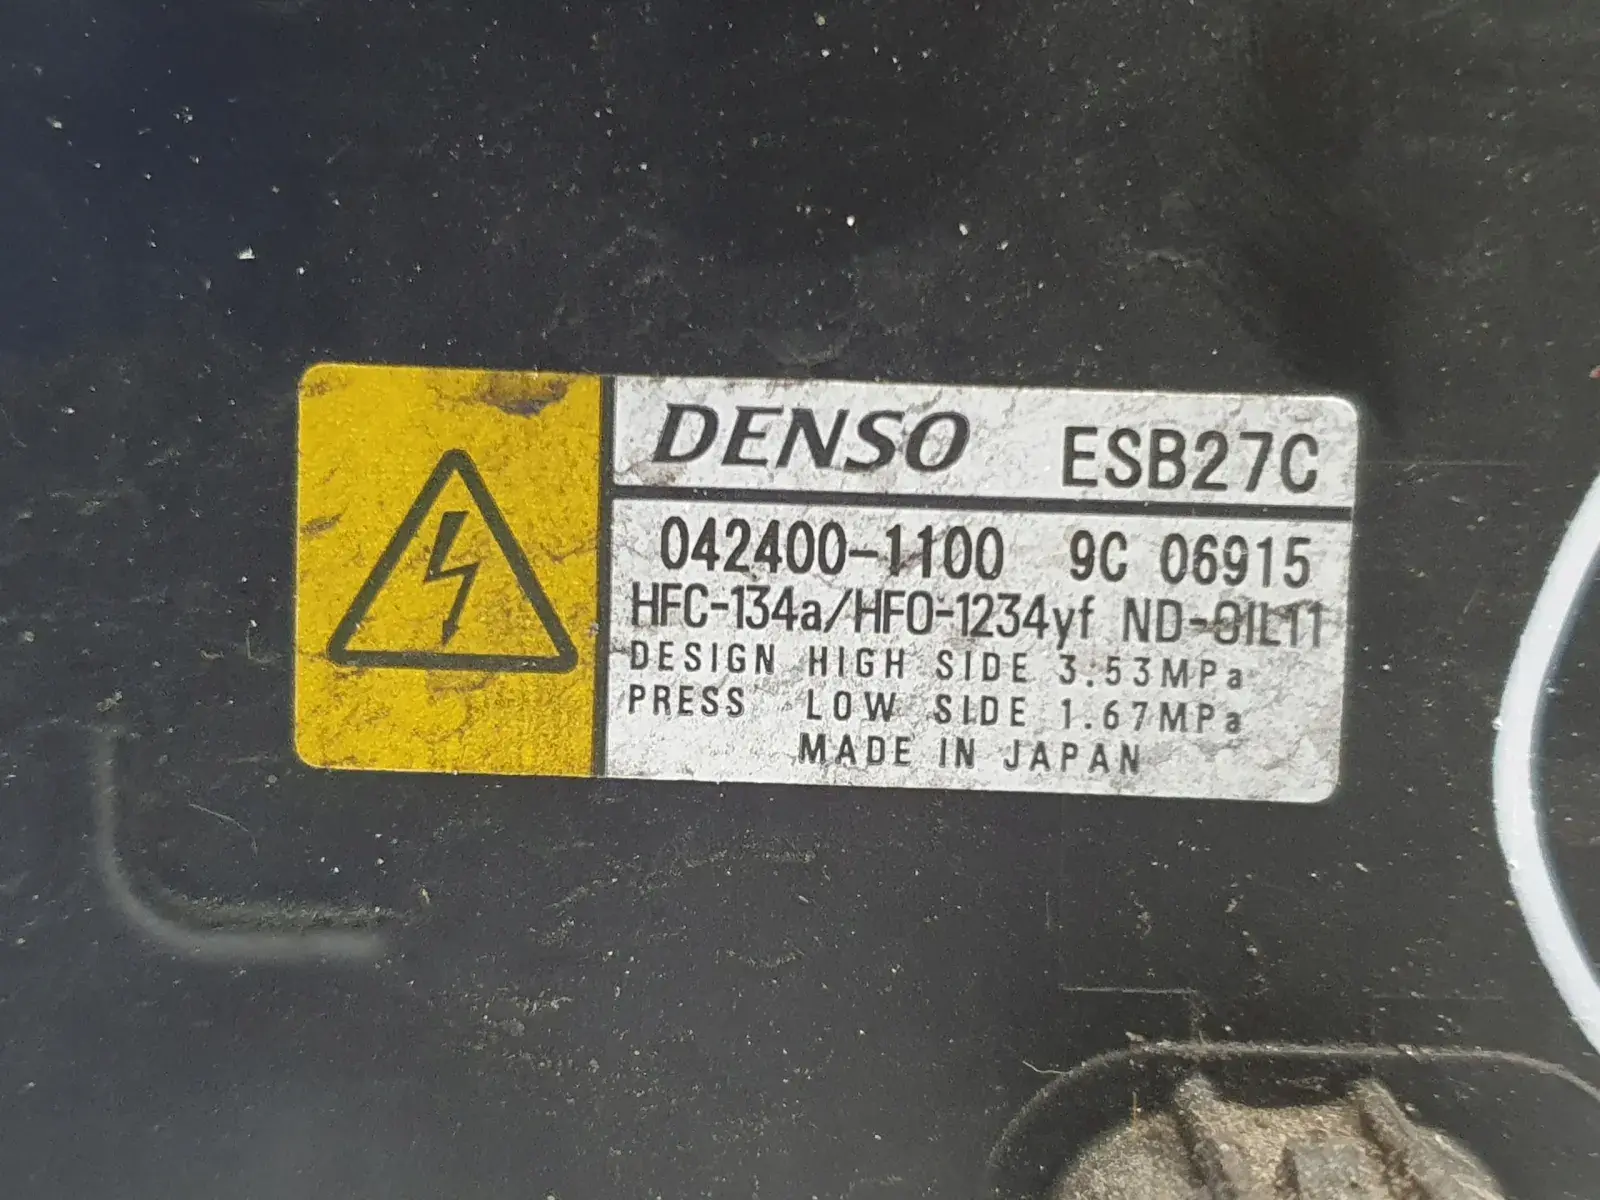 DENSO ESB27C
042400-1100 9C 06915
HFC-134a/HFO-1234yf ND-OIL11
DESIGN HIGH SIDE 3.53MPa
PRESS LOW SIDE 1.67MPa
MADE IN JAPAN